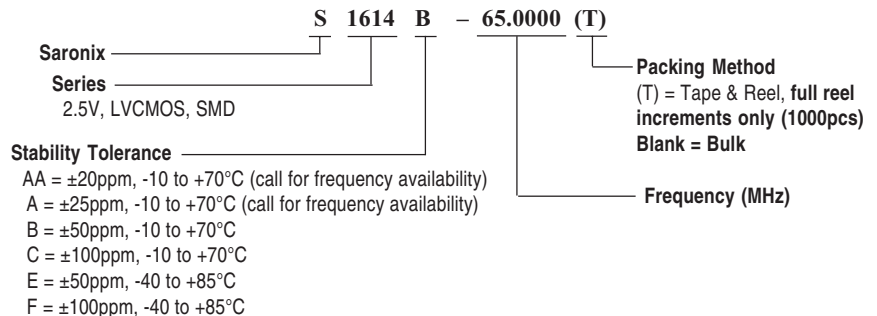 S 1614 B – 65.0000 (T)
Saronix
Series
2.5V, LVCMOS, SMD
Stability Tolerance
AA = ±20ppm, -10 to +70°C (call for frequency availability)
A = ±25ppm, -10 to +70°C (call for frequency availability)
B = ±50ppm, -10 to +70°C
C = ±100ppm, -10 to +70°C
E = ±50ppm, -40 to +85°C
F = ±100ppm, -40 to +85°C
Packing Method
(T) = Tape & Reel, full reel
increments only (1000pcs)
Blank = Bulk
Frequency (MHz)